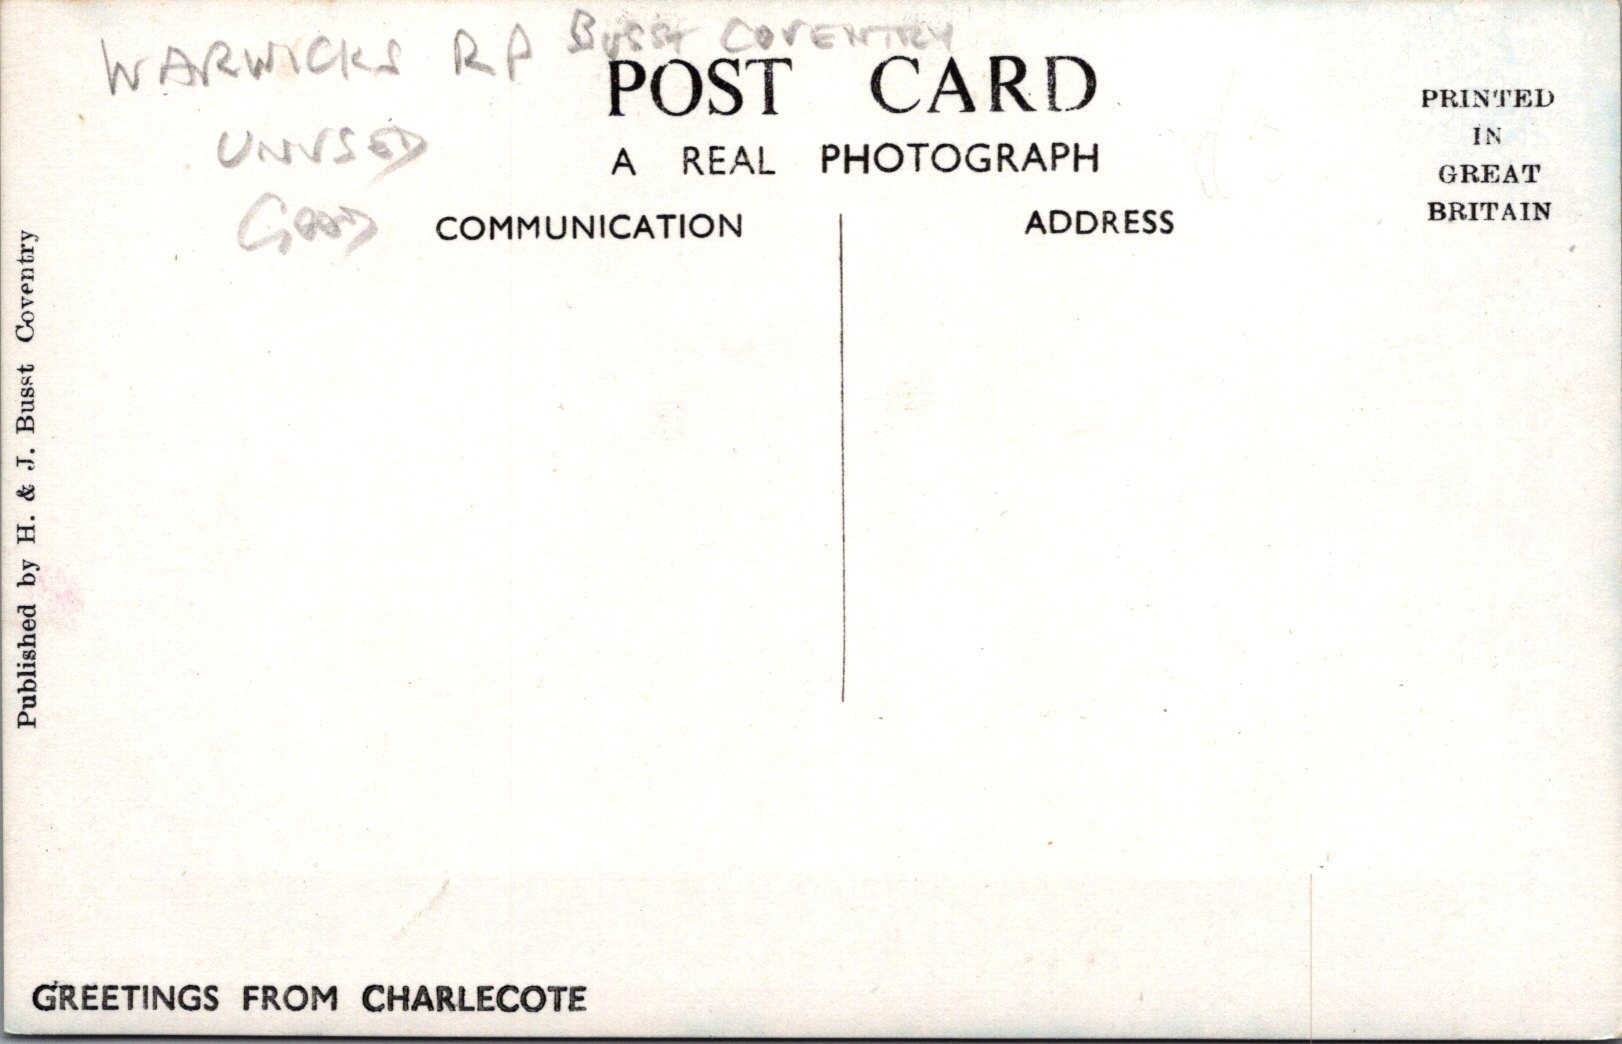 WARWICKS RP BUSST COVENTRY
UNUSED
GOOD
POST CARD
A REAL PHOTOGRAPH
COMMUNICATION
ADDRESS
PRINTED
IN
GREAT
BRITAIN
Published by H. & J. Busst Coventry
GREETINGS FROM CHARLECOTE